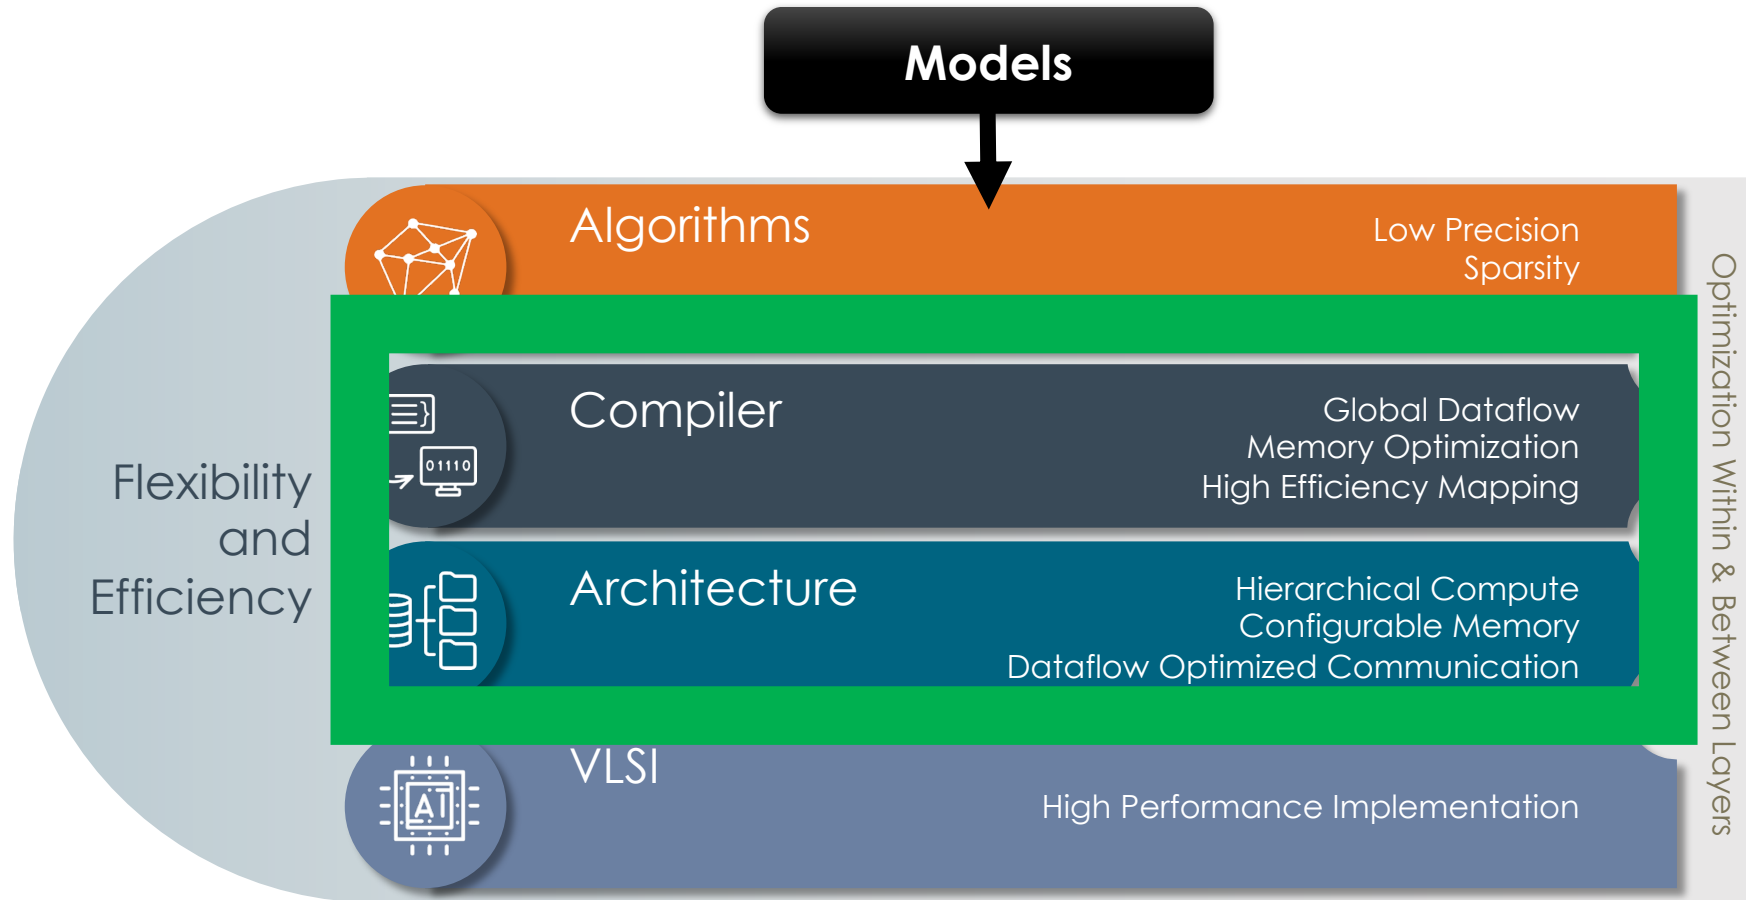 Models
Algorithms
Low Precision
Sparsity
Compiler
Global Dataflow
Memory Optimization
High Efficiency Mapping
01110
Flexibility
and
Efficiency
Architecture
Hierarchical Compute
Configurable Memory
Dataflow Optimized Communication
VLSI
AI
High Performance Implementation
Optimization Within & Between Layers